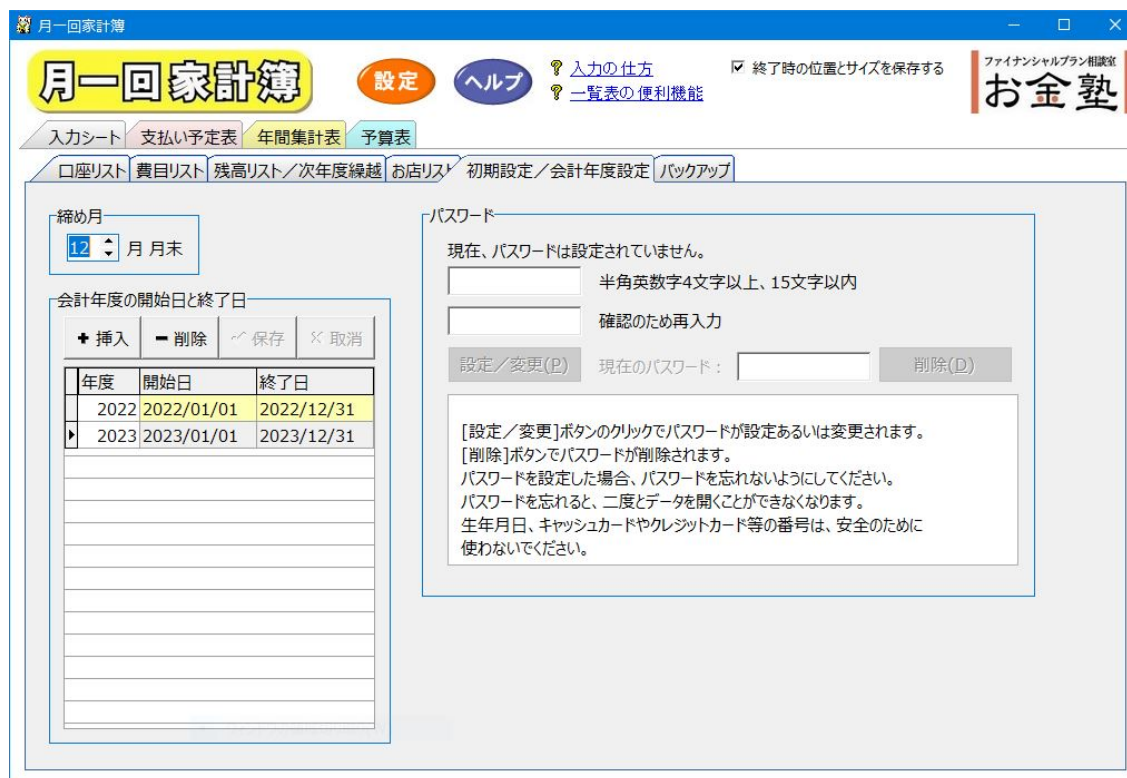 月一回家計簿
月一回家計簿
設定
ヘルプ
? 入力の仕方
? 一覧表の便利機能
終了時の位置とサイズを保存する
ファイナンシャルプラン相談室
お金塾
入力シート 支払い予定表 年間集計表 予算表
口座リスト 費目リスト 残高リスト／次年度繰越 お店リスト 初期設定／会計年度設定 バックアップ
締め月
12 月 月末
会計年度の開始日と終了日
挿入 削除 保存 取消
年度 開始日 終了日
2022 2022/01/01 2022/12/31
2023 2023/01/01 2023/12/31
パスワード
現在、パスワードは設定されていません。
半角英数字4文字以上、15文字以内
確認のため再入力
設定／変更(P) 現在のパスワード： 削除(D)
[設定／変更]ボタンのクリックでパスワードが設定あるいは変更されます。
[削除]ボタンでパスワードが削除されます。
パスワードを設定した場合、パスワードを忘れないようにしてください。
パスワードを忘れると、二度とデータを開くことができなくなります。
生年月日、キャッシュカードやクレジットカード等の番号は、安全のために
使わないでください。